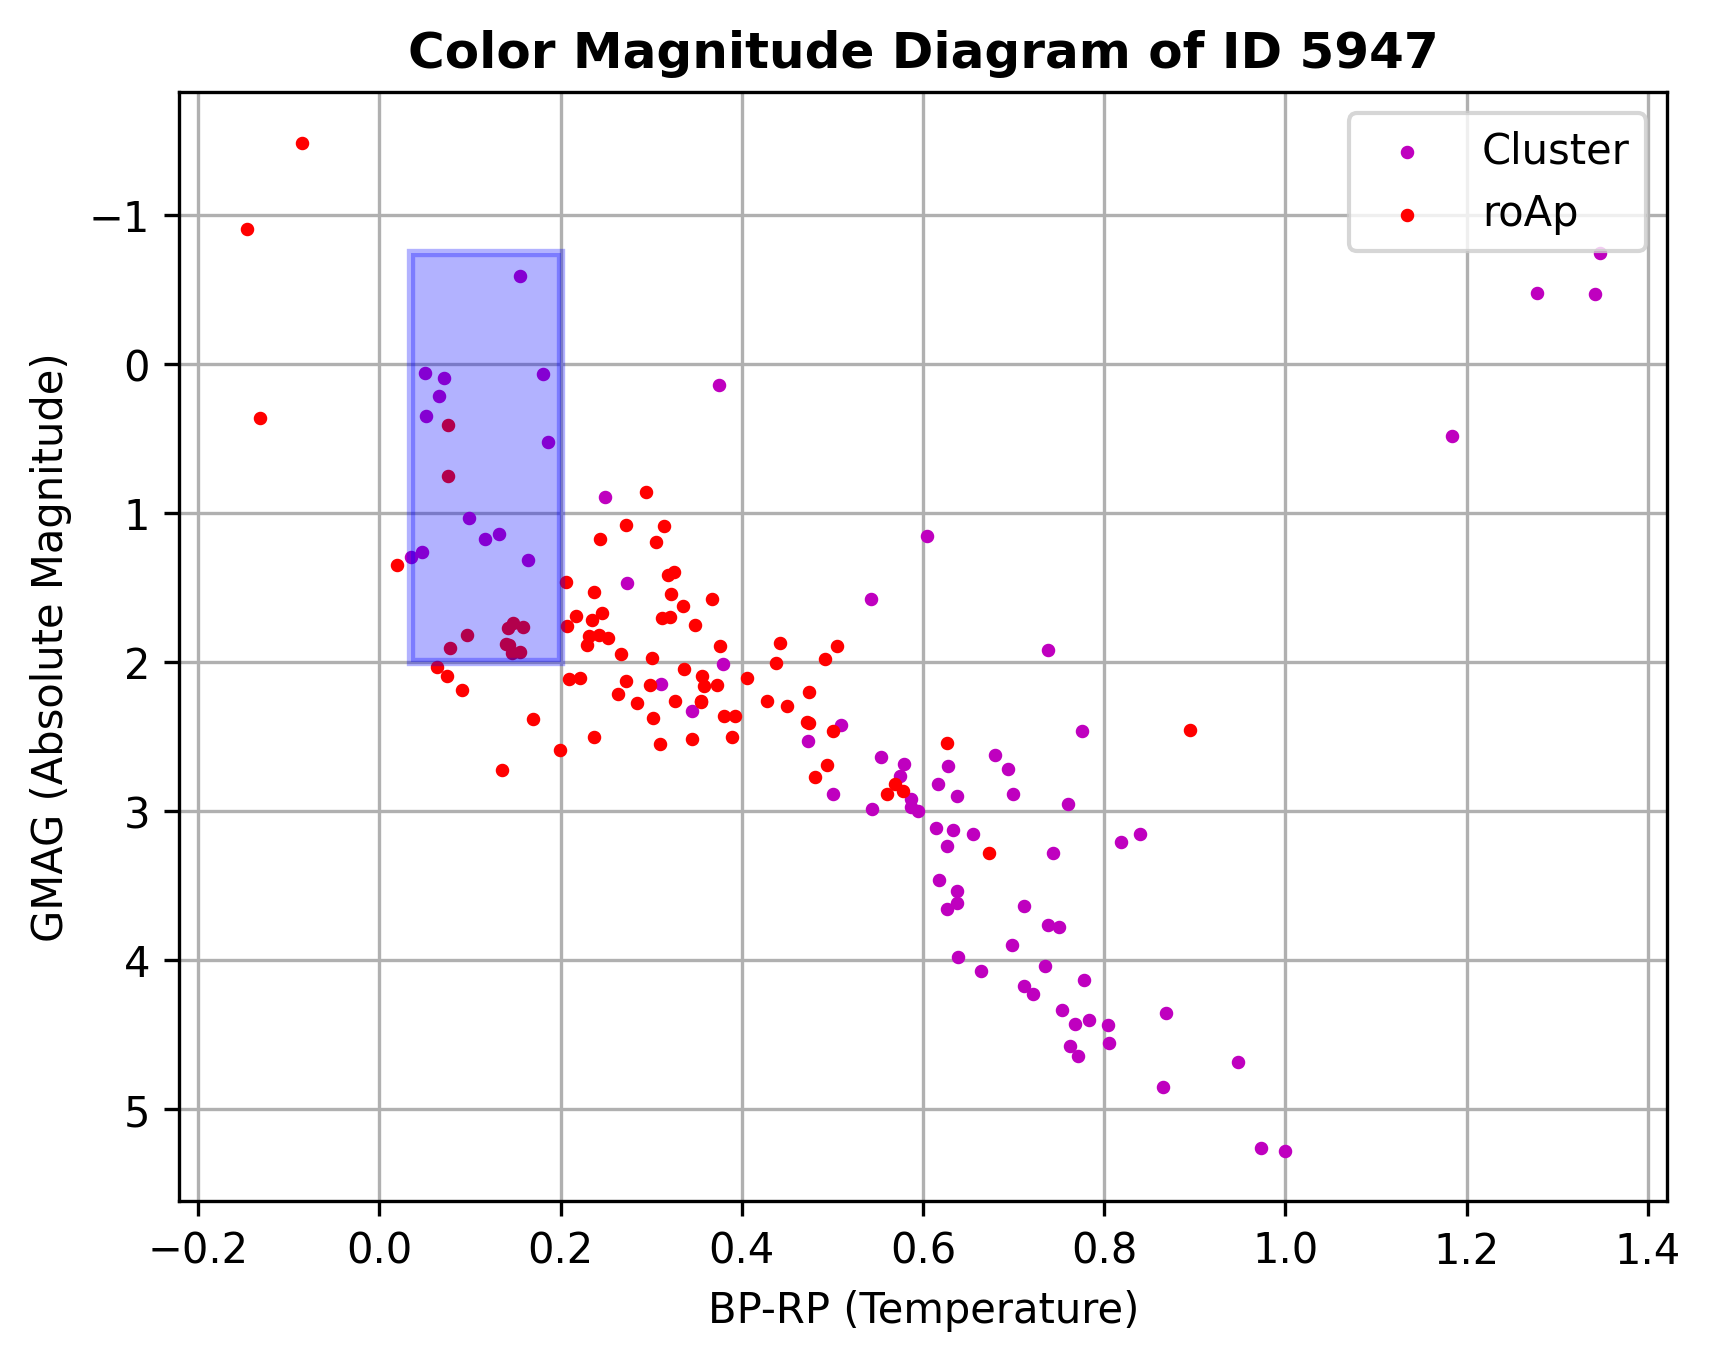 Color Magnitude Diagram of ID 5947
Cluster
roAp
GMAG (Absolute Magnitude)
−1
0
1
2
3
4
5
−0.2 0.0 0.2 0.4 0.6 0.8 1.0 1.2 1.4
BP-RP (Temperature)